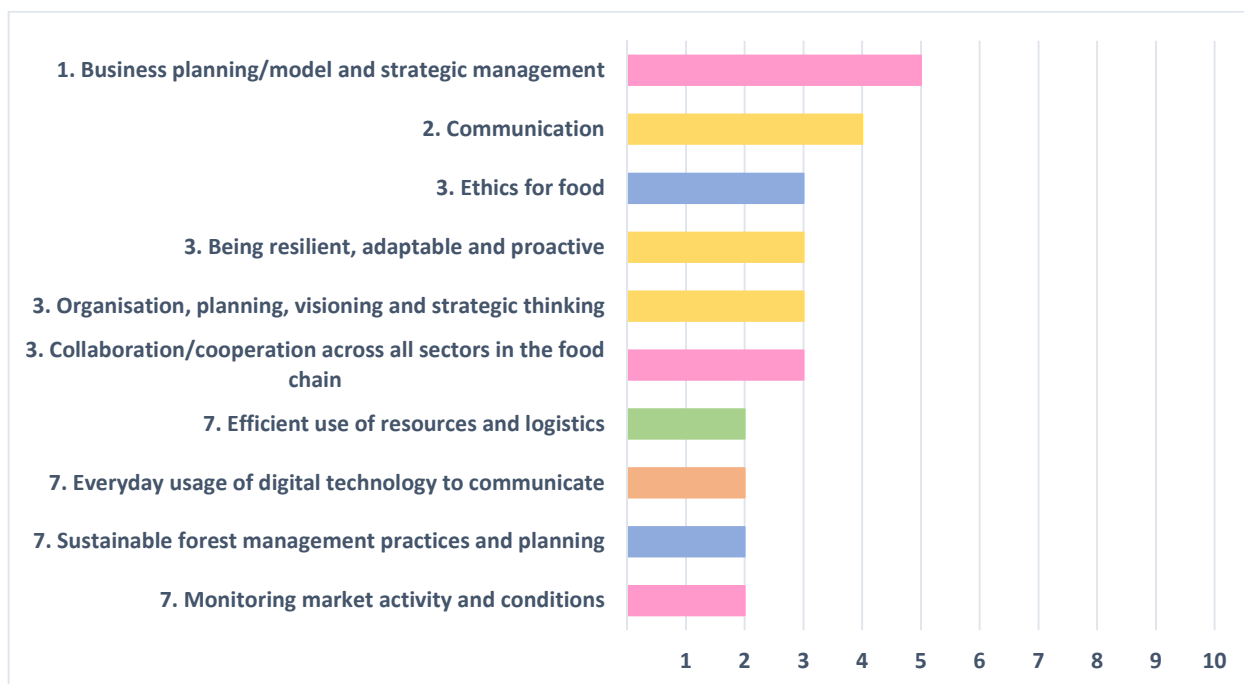 1. Business planning/model and strategic management
2. Communication
3. Ethics for food
3. Being resilient, adaptable and proactive
3. Organisation, planning, visioning and strategic thinking
3. Collaboration/cooperation across all sectors in the food
chain
7. Efficient use of resources and logistics
7. Everyday usage of digital technology to communicate
7. Sustainable forest management practices and planning
7. Monitoring market activity and conditions
1 2 3 4 5 6 7 8 9 10